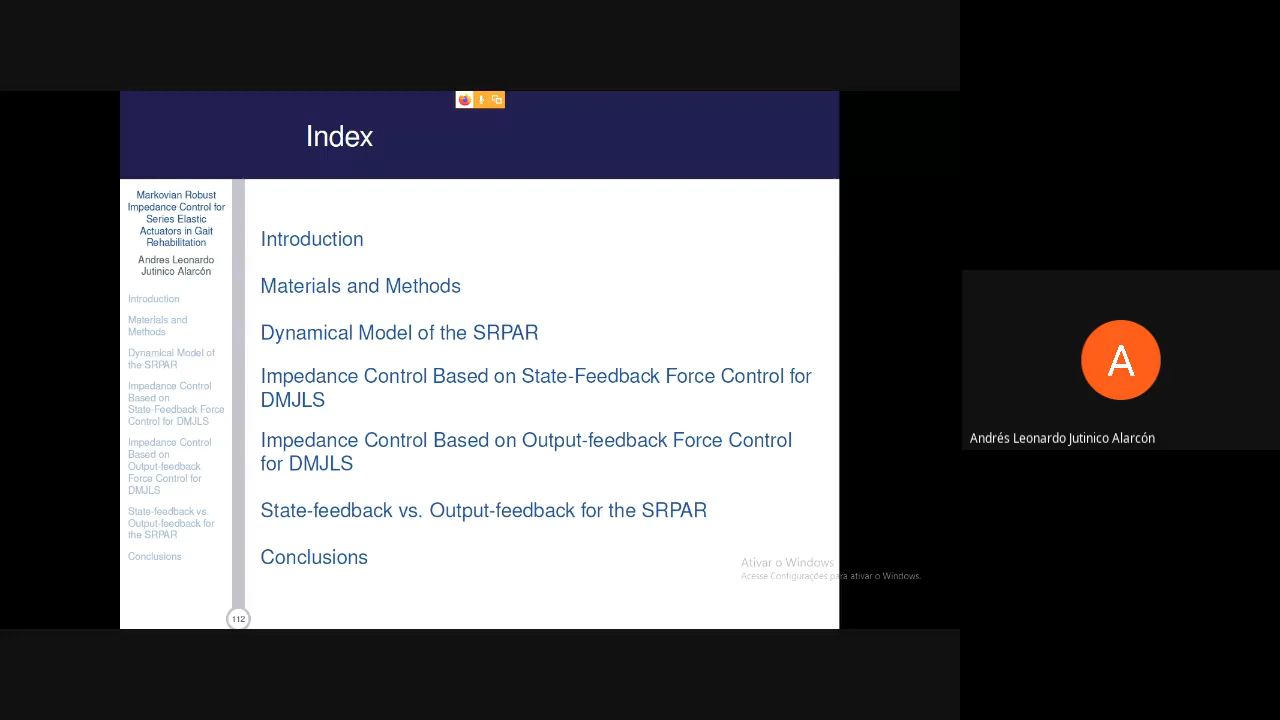 Index
Markovian Robust
Impedance Control for
Series Elastic
Actuators in Gait
Rehabilitation
Andres Leonardo
Jutinico Alarcón
Introduction
Materials and
Methods
Dynamical Model of
the SRPAR
Impedance Control
Based on
State-Feedback Force
Control for DMJLS
Impedance Control
Based on
Output-feedback
Force Control for
DMJLS
State-feedback vs.
Output-feedback for
the SRPAR
Conclusions
112
Introduction
Materials and Methods
Dynamical Model of the SRPAR
Impedance Control Based on State-Feedback Force Control for
DMJLS
Impedance Control Based on Output-feedback Force Control
for DMJLS
State-feedback vs. Output-feedback for the SRPAR
Conclusions
Ativar o Windows
Acesse Configurações para ativar o Windows.
A
Andrés Leonardo Jutinico Alarcón